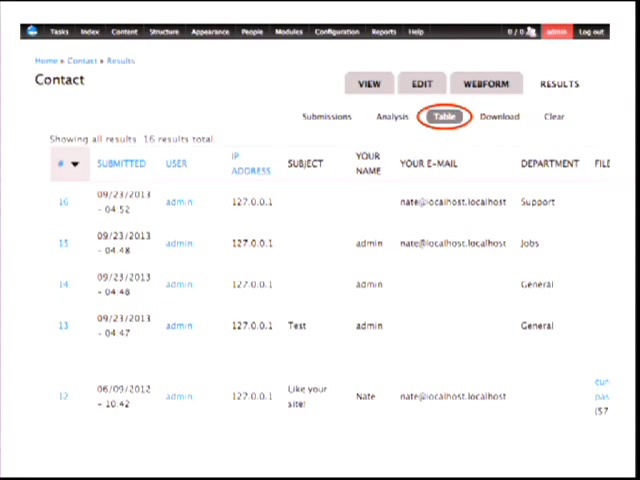 Tasks Index Content Structure Appearance People Modules Configuration Reports Help 0 / 0 admin Log out
Home » Contact » Results
Contact
VIEW EDIT WEBFORM RESULTS
Submissions Analysis Table Download Clear
Showing all results. 16 results total.
# SUBMITTED USER IP ADDRESS SUBJECT YOUR NAME YOUR E-MAIL DEPARTMENT FILE
16 09/23/2013 - 04:52 admin 127.0.0.1 nate@localhost.localhost Support
15 09/23/2013 - 04:48 admin 127.0.0.1 admin nate@localhost.localhost Jobs
14 09/23/2013 - 04:48 admin 127.0.0.1 admin General
13 09/23/2013 - 04:47 admin 127.0.0.1 Test admin General
12 06/09/2012 - 10:42 admin 127.0.0.1 Like your site! Nate nate@localhost.localhost
pas
(57